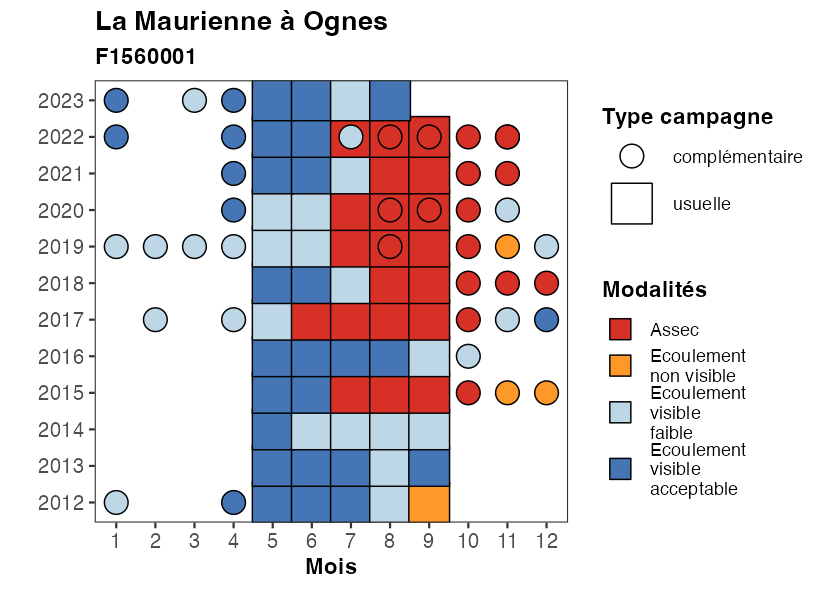 La Maurienne à Ognes
F1560001
2023
2022
2021
2020
2019
2018
2017
2016
2015
2014
2013
2012
1 2 3 4 5 6 7 8 9 10 11 12
Mois
Type campagne
complémentaire
usuelle
Modalités
Assec
Ecoulement
non visible
Ecoulement
visible
faible
Ecoulement
visible
acceptable